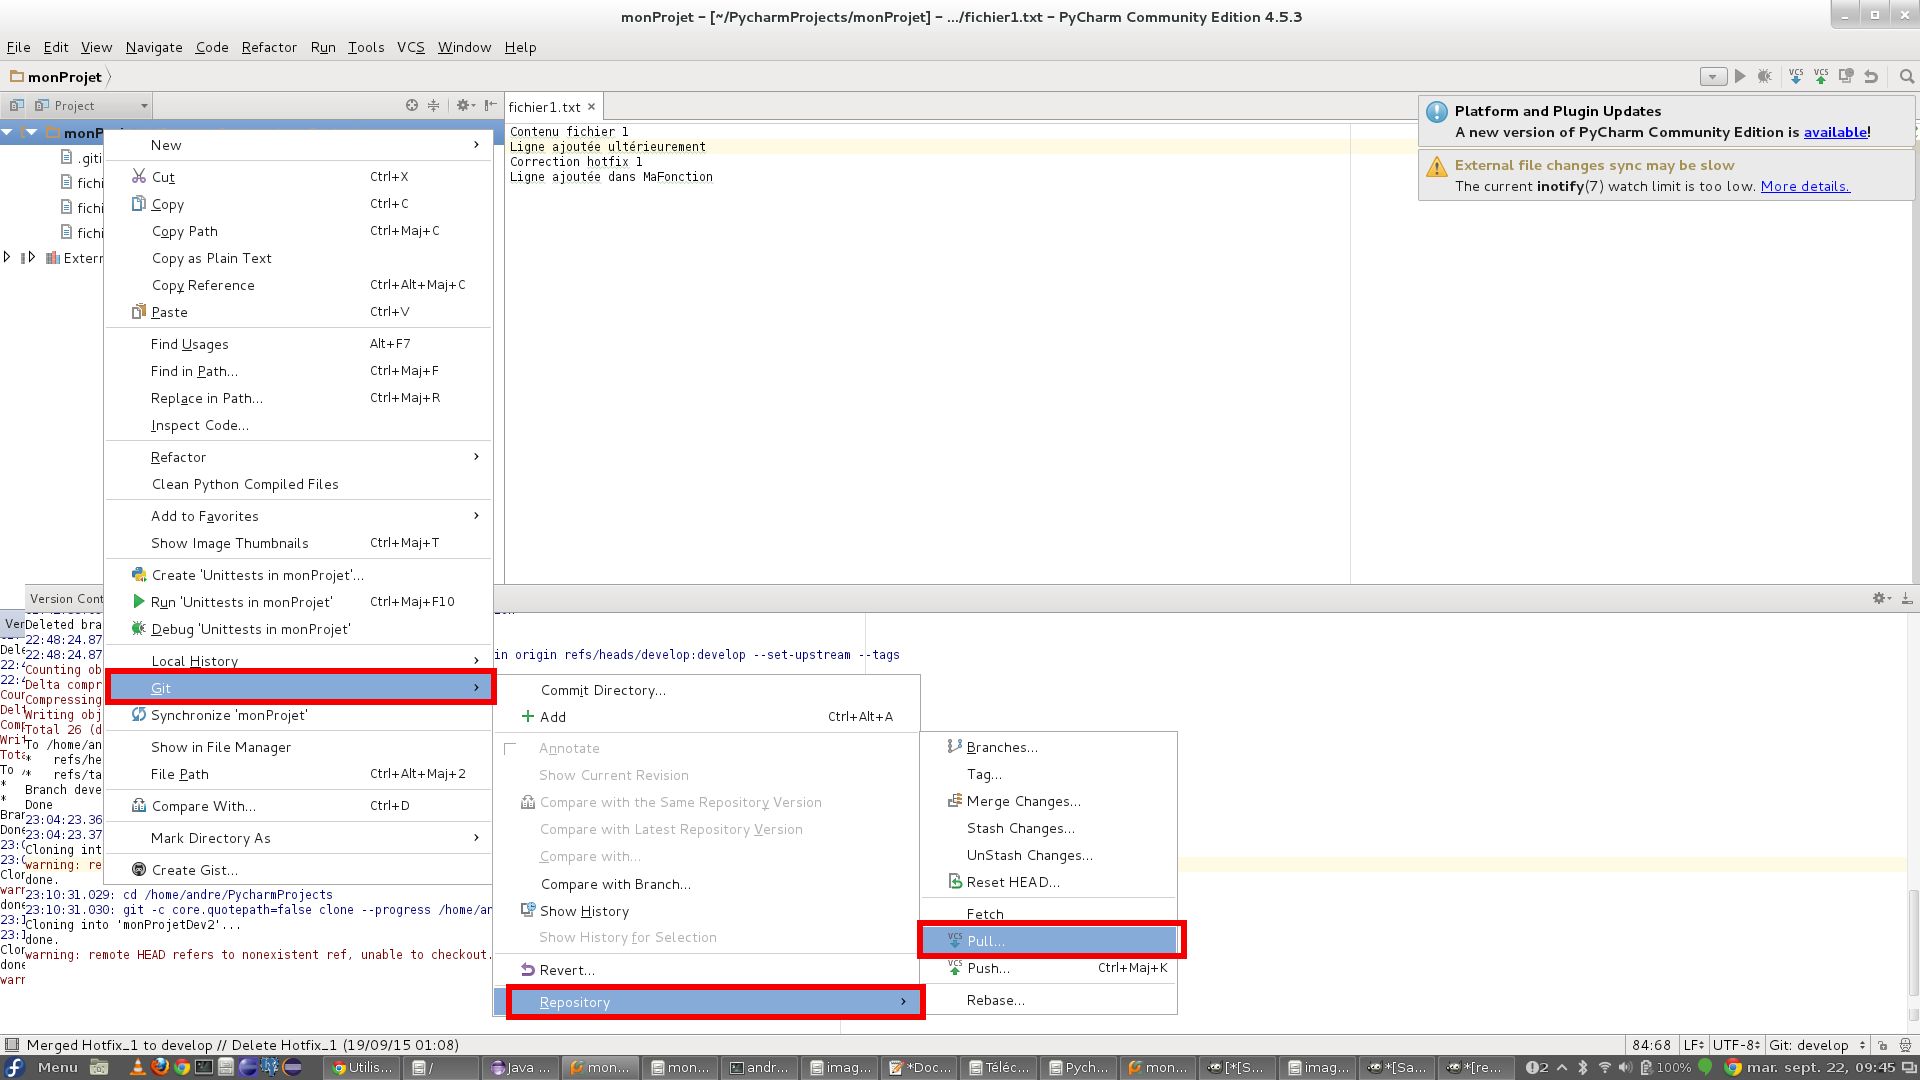 monProjet – [~/PycharmProjects/monProjet] – .../fichier1.txt – PyCharm Community Edition 4.5.3
File Edit View Navigate Code Refactor Run Tools VCS Window Help
monProjet
Project
fichier1.txt
monP
.giti
fichi
fichi
fichi
Extern
Contenu fichier 1
Ligne ajoutée ultérieurement
Correction hotfix 1
Ligne ajoutée dans MaFonction
Platform and Plugin Updates
A new version of PyCharm Community Edition is available!
External file changes sync may be slow
The current inotify(7) watch limit is too low. More details.
New
Cut Ctrl+X
Copy Ctrl+C
Copy Path Ctrl+Maj+C
Copy as Plain Text
Copy Reference Ctrl+Alt+Maj+C
Paste Ctrl+V
Find Usages Alt+F7
Find in Path... Ctrl+Maj+F
Replace in Path... Ctrl+Maj+R
Inspect Code...
Refactor
Clean Python Compiled Files
Add to Favorites
Show Image Thumbnails Ctrl+Maj+T
Create 'Unittests in monProjet'...
Run 'Unittests in monProjet' Ctrl+Maj+F10
Debug 'Unittests in monProjet'
Local History
Git
Synchronize 'monProjet'
Show in File Manager
File Path Ctrl+Alt+Maj+2
Compare With... Ctrl+D
Mark Directory As
Create Gist...
Commit Directory...
Add Ctrl+Alt+A
Annotate
Show Current Revision
Compare with the Same Repository Version
Compare with Latest Repository Version
Compare with...
Compare with Branch...
Show History
Show History for Selection
Revert...
Repository
Branches...
Tag...
Merge Changes...
Stash Changes...
UnStash Changes...
Reset HEAD...
Fetch
Pull...
Push... Ctrl+Maj+K
Rebase...
Version Cont
Deleted bra
22:48:24.87
22:48:24.87 in origin refs/heads/develop:develop --set-upstream --tags
Counting ob
Delta compr
Compressing
Writing obj
Total 26 (d
To /home/an
* refs/he
* refs/ta
Branch deve
Done
23:04:23.36
23:04:23.37
Cloning int
warning: re
done.
23:10:31.029: cd /home/andre/PycharmProjects
23:10:31.030: git -c core.quotepath=false clone --progress /home/an
Cloning into 'monProjetDev2'...
done.
warning: remote HEAD refers to nonexistent ref, unable to checkout.
Merged Hotfix_1 to develop // Delete Hotfix_1 (19/09/15 01:08)
84:68 LF UTF-8 Git: develop
Menu Utilis... / Java ... mon... mon... andr... imag... *Doc... Téléc... Pych... mon... [*[S... imag... *[Sa... *[re... 2 100% mar. sept. 22, 09:45